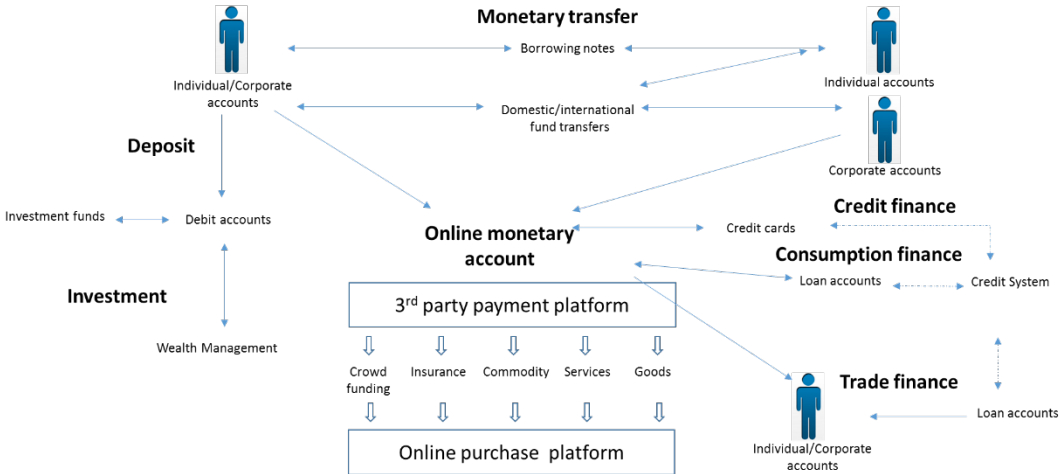 Monetary transfer
Borrowing notes
Individual/Corporate
accounts
Individual accounts
Domestic/international
fund transfers
Deposit
Corporate accounts
Investment funds
Debit accounts
Credit finance
Online monetary
account
Credit cards
Consumption finance
Loan accounts
Credit System
Investment
3rd party payment platform
Wealth Management
Crowd
funding
Insurance
Commodity
Services
Goods
Trade finance
Loan accounts
Individual/Corporate
accounts
Online purchase platform